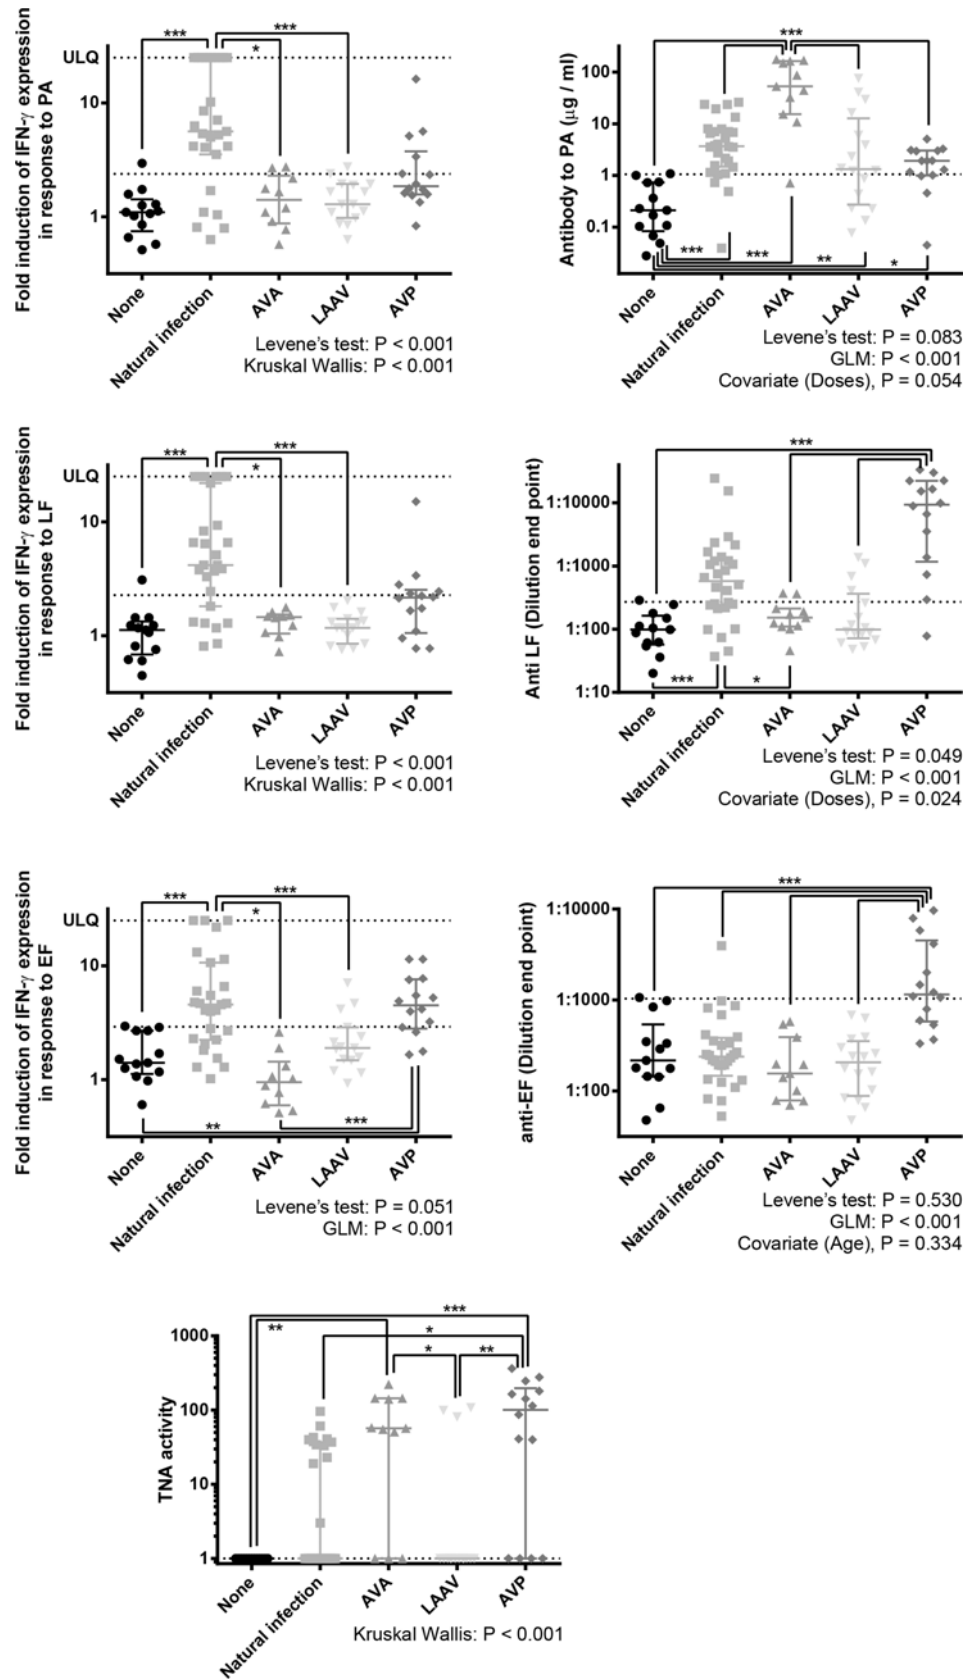 Fold induction of IFN-γ expression
in response to PA
ULQ
10
1
***
***
*
None
Natural infection
AVA
LAAV
AVP
Levene's test: P < 0.001
Kruskal Wallis: P < 0.001
Antibody to PA (µg / ml)
100
10
1
0.1
***
***
***
**
*
None
Natural infection
AVA
LAAV
AVP
Levene's test: P = 0.083
GLM: P < 0.001
Covariate (Doses), P = 0.054
Fold induction of IFN-γ expression
in response to LF
ULQ
10
1
***
***
*
None
Natural infection
AVA
LAAV
AVP
Levene's test: P < 0.001
Kruskal Wallis: P < 0.001
Anti LF (Dilution end point)
1:10000
1:1000
1:100
1:10
***
***
*
None
Natural infection
AVA
LAAV
AVP
Levene's test: P = 0.049
GLM: P < 0.001
Covariate (Doses), P = 0.024
Fold induction of IFN-γ expression
in response to EF
ULQ
10
1
***
***
*
***
**
None
Natural infection
AVA
LAAV
AVP
Levene's test: P = 0.051
GLM: P < 0.001
anti-EF (Dilution end point)
1:10000
1:1000
1:100
***
None
Natural infection
AVA
LAAV
AVP
Levene's test: P = 0.530
GLM: P < 0.001
Covariate (Age), P = 0.334
TNA activity
1000
100
10
1
***
**
*
*
**
None
Natural infection
AVA
LAAV
AVP
Kruskal Wallis: P < 0.001